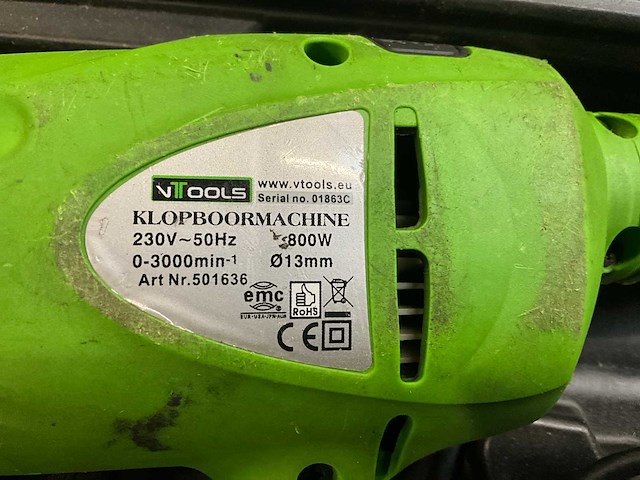 VTOOLS www.vtools.eu
Serial no. 01863C
KLOPBOORMACHINE
230V~50Hz 800W
0-3000min-1 Ø13mm
Art Nr.501636
emc
RoHS
CE